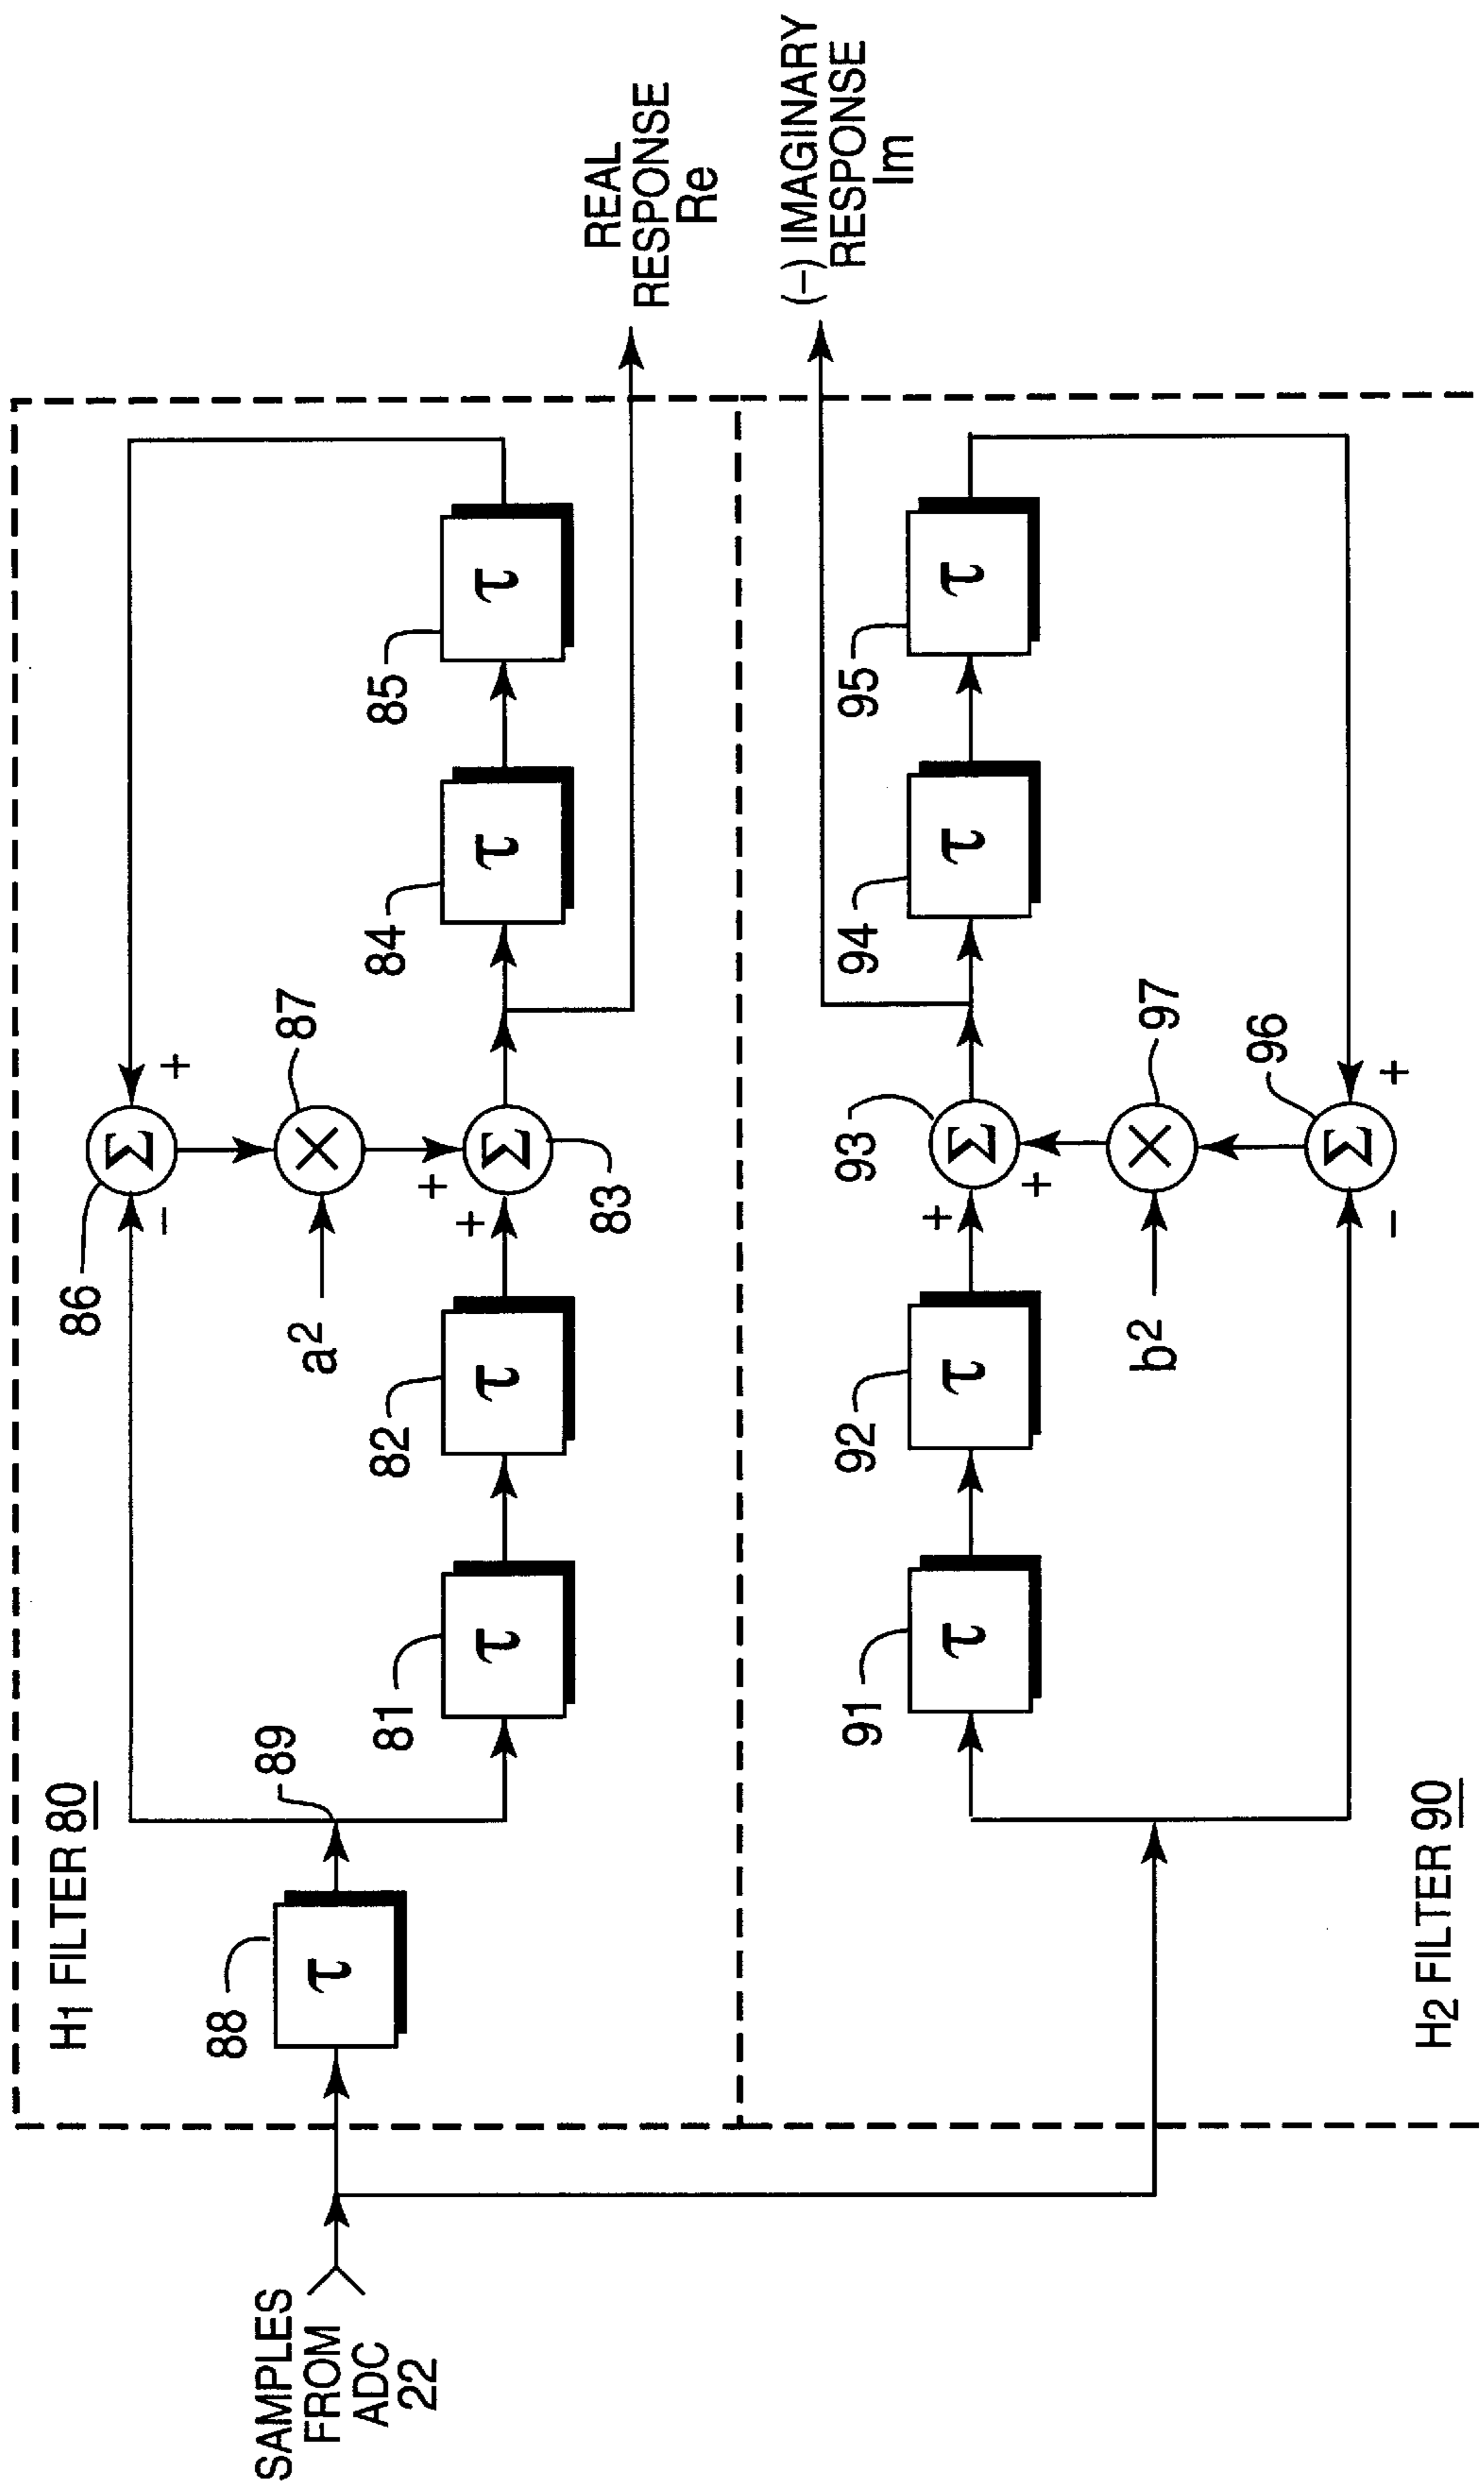 H1 FILTER 80
SAMPLES
FROM
ADC
22
88
τ
89
86
Σ
−
+
a2
87
×
81
τ
82
τ
83
Σ
+
+
84
τ
85
τ
REAL
RESPONSE
Re
(−) IMAGINARY
RESPONSE
Im
91
τ
92
τ
93
Σ
+
+
94
τ
95
τ
b2
97
×
96
Σ
−
+
H2 FILTER 90